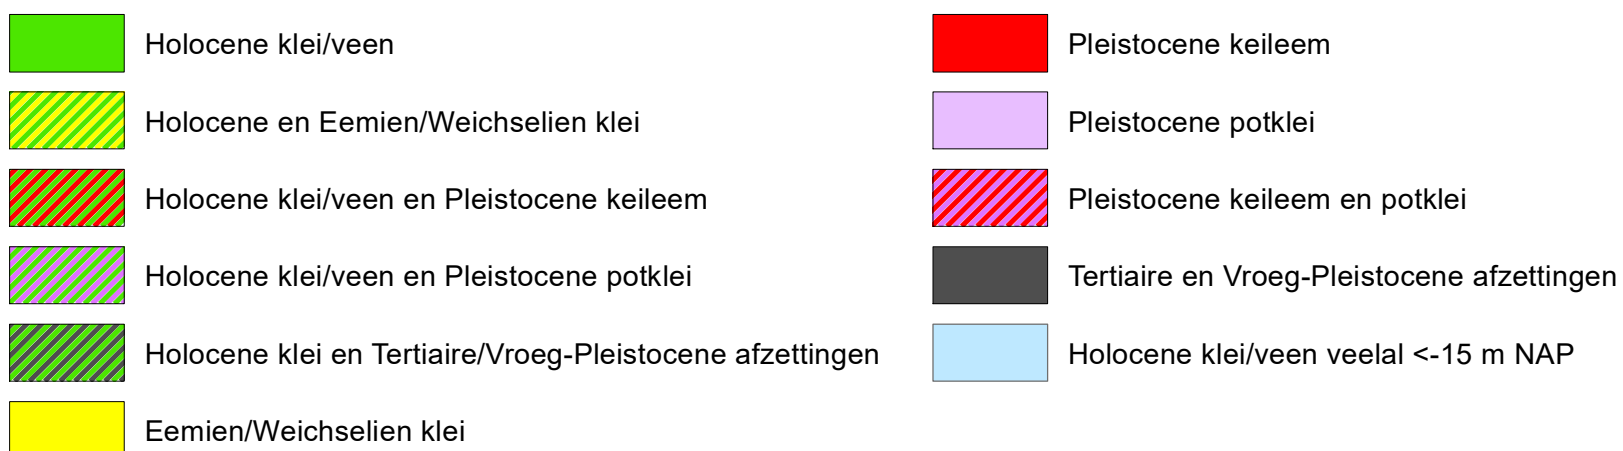 Holocene klei/veen
Holocene en Eemien/Weichselien klei
Holocene klei/veen en Pleistocene keileem
Holocene klei/veen en Pleistocene potklei
Holocene klei en Tertiaire/Vroeg-Pleistocene afzettingen
Eemien/Weichselien klei
Pleistocene keileem
Pleistocene potklei
Pleistocene keileem en potklei
Tertiaire en Vroeg-Pleistocene afzettingen
Holocene klei/veen veelal <-15 m NAP